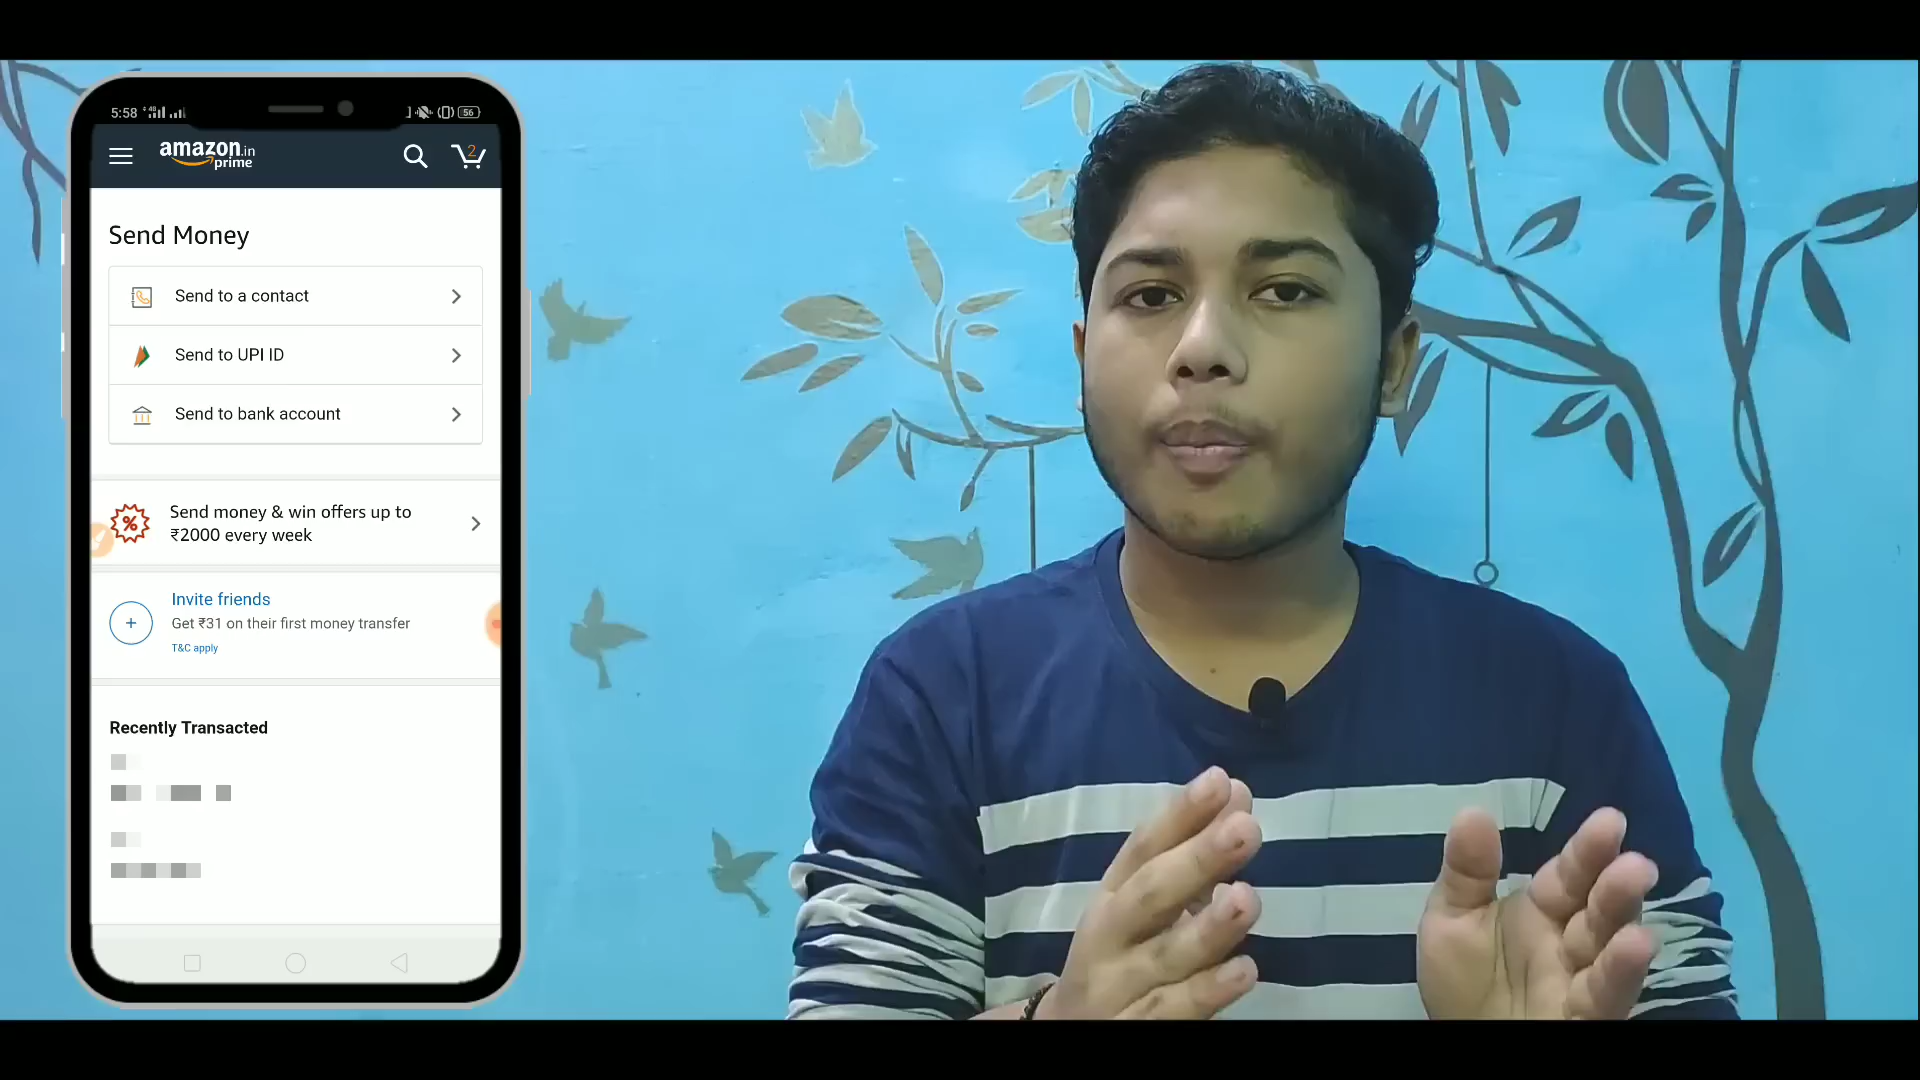 5:58
56
amazon.in
prime
2
Send Money
Send to a contact
Send to UPI ID
Send to bank account
Send money & win offers up to
₹2000 every week
Invite friends
Get ₹31 on their first money transfer
T&C apply
Recently Transacted